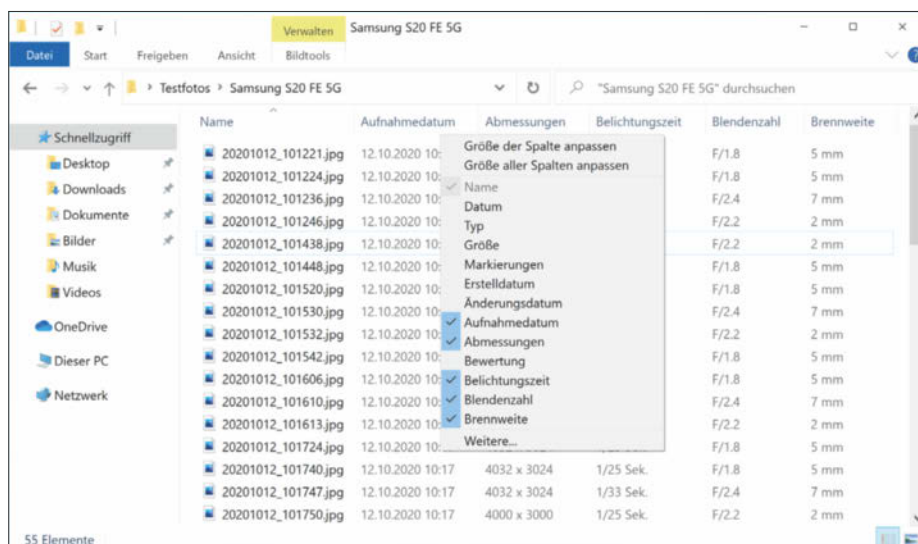 Verwalten Samsung S20 FE 5G
Datei Start Freigeben Ansicht Bildtools
Testfotos › Samsung S20 FE 5G "Samsung S20 FE 5G" durchsuchen
Name Aufnahmedatum Abmessungen Belichtungszeit Blendenzahl Brennweite
Schnellzugriff
Desktop
Downloads
Dokumente
Bilder
Musik
Videos
OneDrive
Dieser PC
Netzwerk
20201012_101221.jpg 12.10.2020 10: F/1.8 5 mm
20201012_101224.jpg 12.10.2020 10: F/1.8 5 mm
20201012_101236.jpg 12.10.2020 10: F/2.4 7 mm
20201012_101246.jpg 12.10.2020 10: F/2.2 2 mm
20201012_101438.jpg 12.10.2020 10: F/2.2 2 mm
20201012_101448.jpg 12.10.2020 10: F/1.8 5 mm
20201012_101520.jpg 12.10.2020 10: F/1.8 5 mm
20201012_101530.jpg 12.10.2020 10: F/2.4 7 mm
20201012_101532.jpg 12.10.2020 10: F/2.2 2 mm
20201012_101542.jpg 12.10.2020 10: F/1.8 5 mm
20201012_101606.jpg 12.10.2020 10: F/1.8 5 mm
20201012_101610.jpg 12.10.2020 10: F/2.4 7 mm
20201012_101613.jpg 12.10.2020 10: F/2.2 2 mm
20201012_101724.jpg 12.10.2020 10: F/1.8 5 mm
20201012_101740.jpg 12.10.2020 10:17 4032 x 3024 1/25 Sek. F/1.8 5 mm
20201012_101747.jpg 12.10.2020 10:17 4032 x 3024 1/33 Sek. F/2.4 7 mm
20201012_101750.jpg 12.10.2020 10:17 4000 x 3000 1/25 Sek. F/2.2 2 mm
Größe der Spalte anpassen
Größe aller Spalten anpassen
Name
Datum
Typ
Größe
Markierungen
Erstelldatum
Änderungsdatum
Aufnahmedatum
Abmessungen
Bewertung
Belichtungszeit
Blendenzahl
Brennweite
Weitere...
55 Elemente